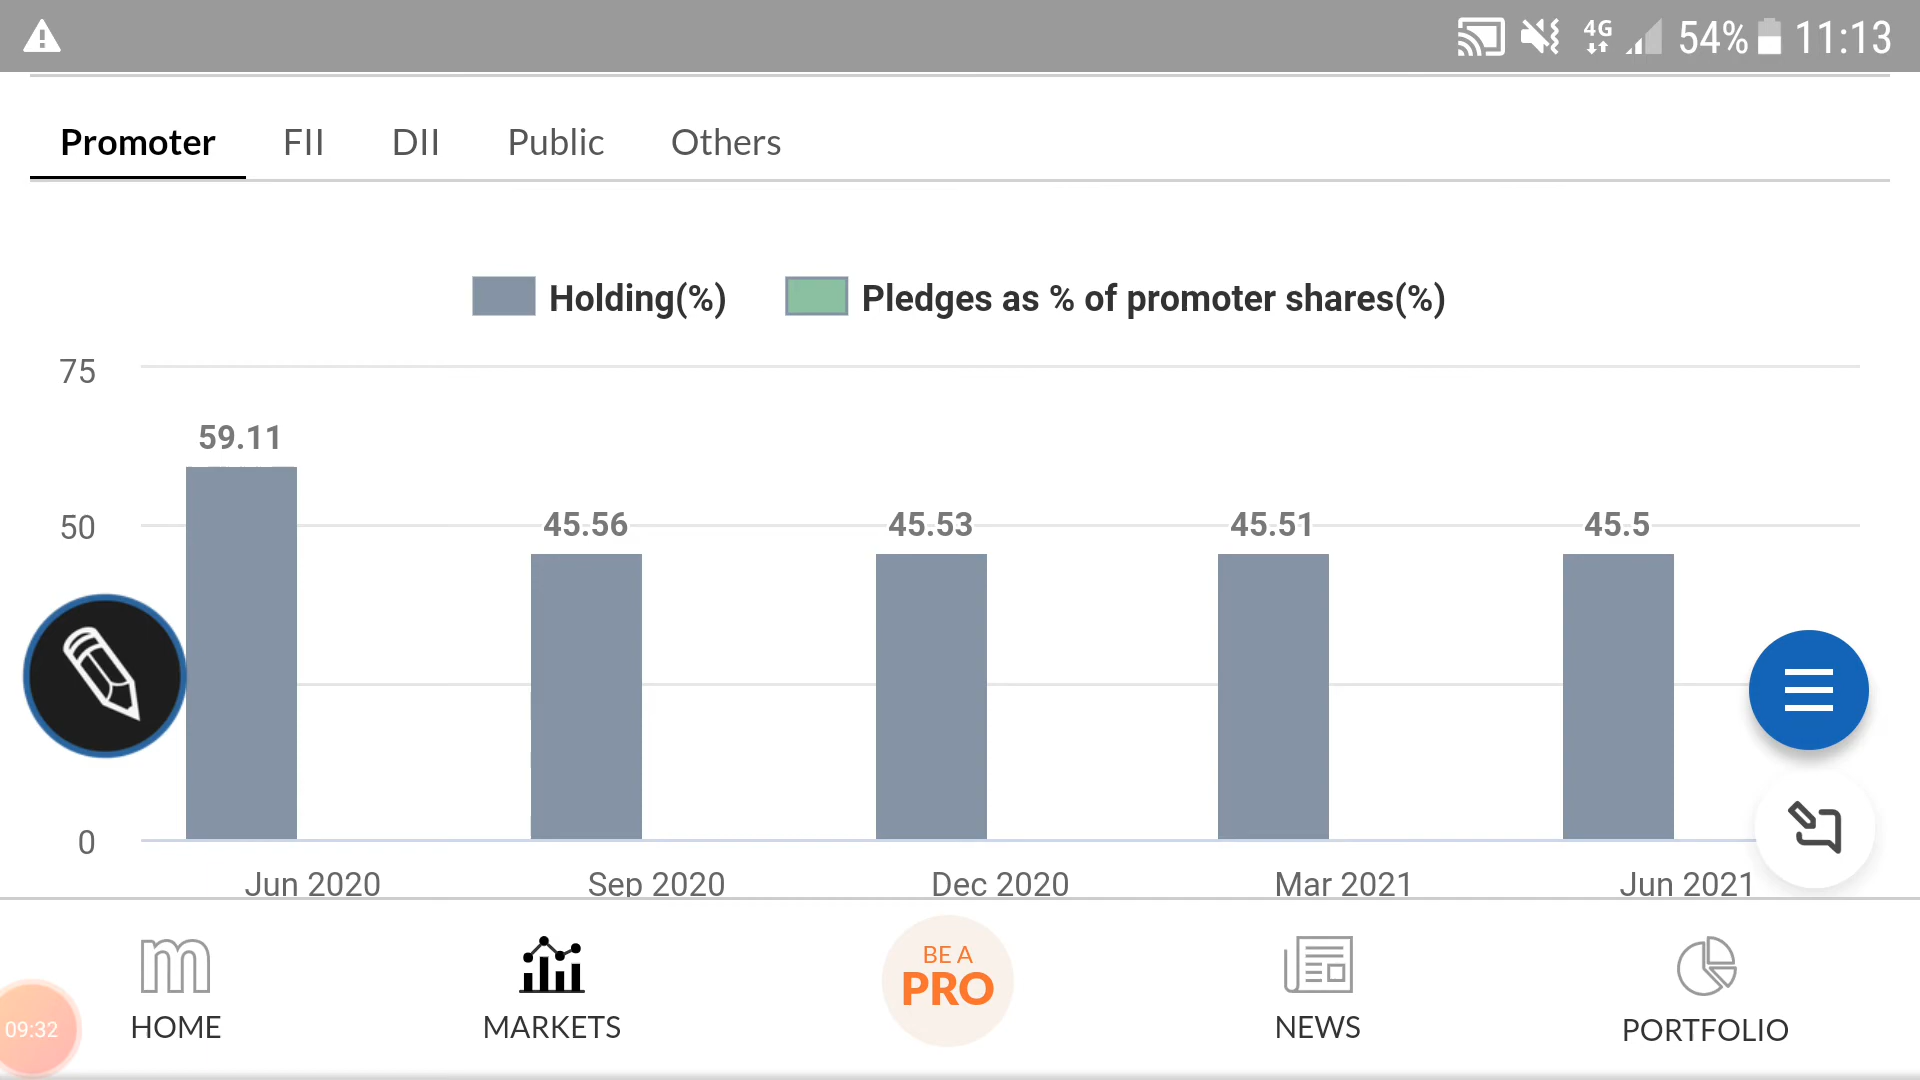 4G 54% 11:13
Promoter FII DII Public Others
Holding(%) Pledges as % of promoter shares(%)
75
59.11
50 45.56 45.53 45.51 45.5
0
Jun 2020 Sep 2020 Dec 2020 Mar 2021 Jun 2021
BE A
m PRO
HOME MARKETS NEWS PORTFOLIO
09:32